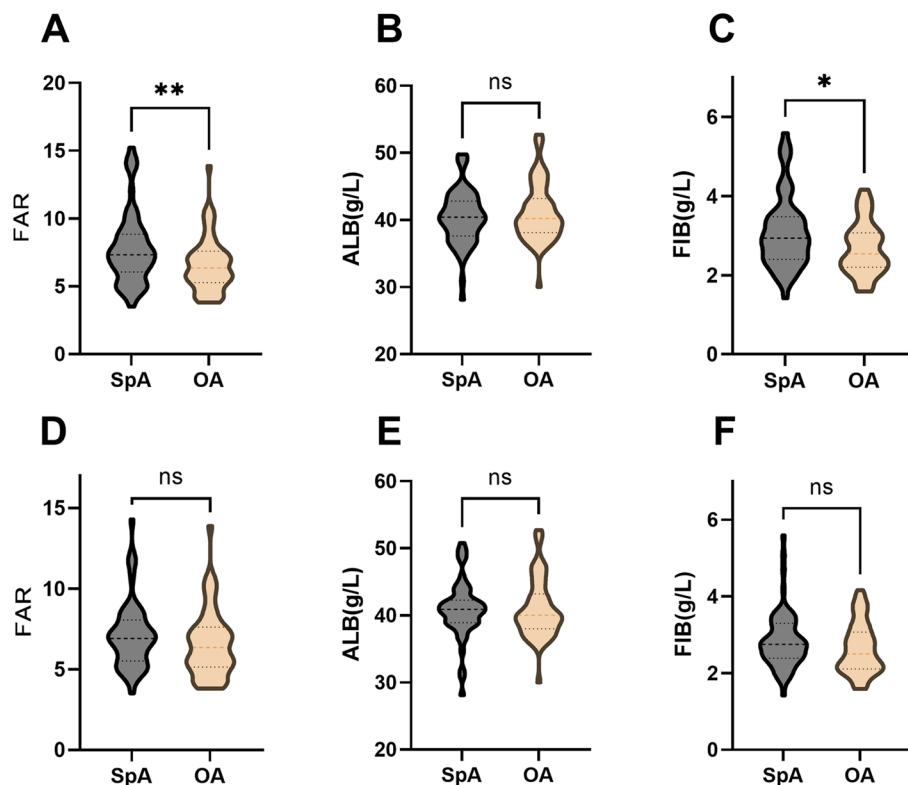 A
FAR
20
15
10
5
0
**
SpA OA
B
ALB(g/L)
60
50
40
30
20
ns
SpA OA
C
FIB(g/L)
6
4
2
0
*
SpA OA
D
FAR
15
10
5
0
ns
SpA OA
E
ALB(g/L)
60
50
40
30
20
ns
SpA OA
F
FIB(g/L)
6
4
2
0
ns
SpA OA